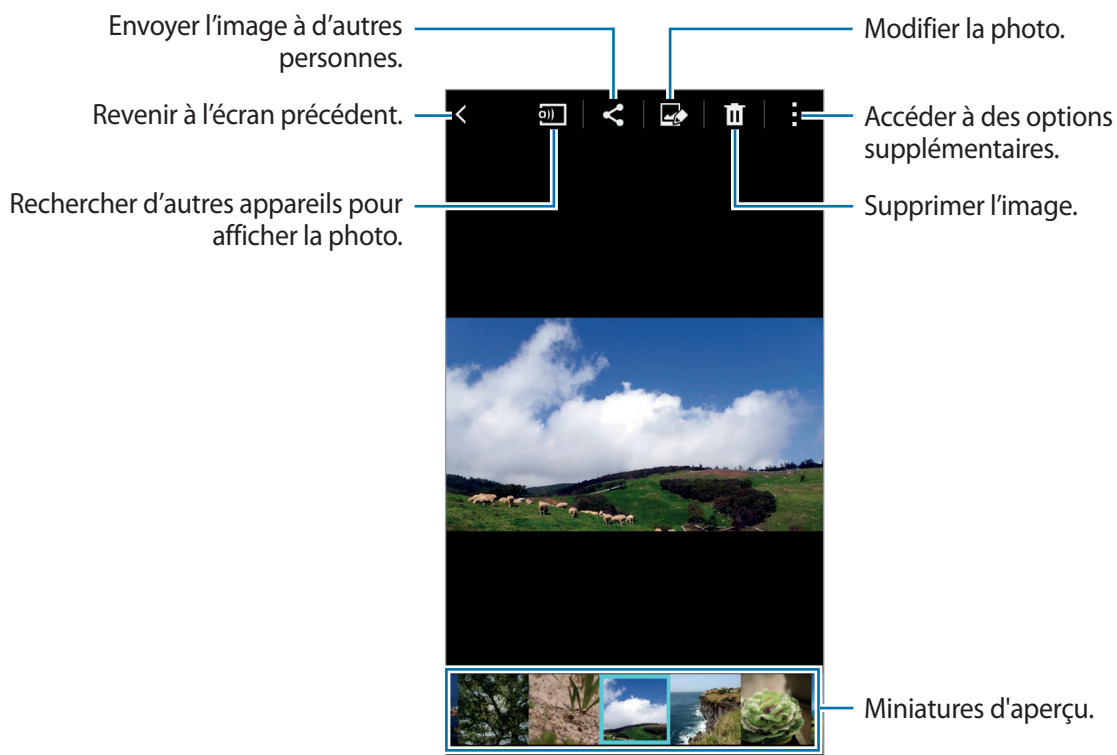 Envoyer l’image à d’autres
personnes.
Modifier la photo.
Revenir à l’écran précédent.
Accéder à des options
supplémentaires.
Rechercher d’autres appareils pour
afficher la photo.
Supprimer l’image.
Miniatures d'aperçu.